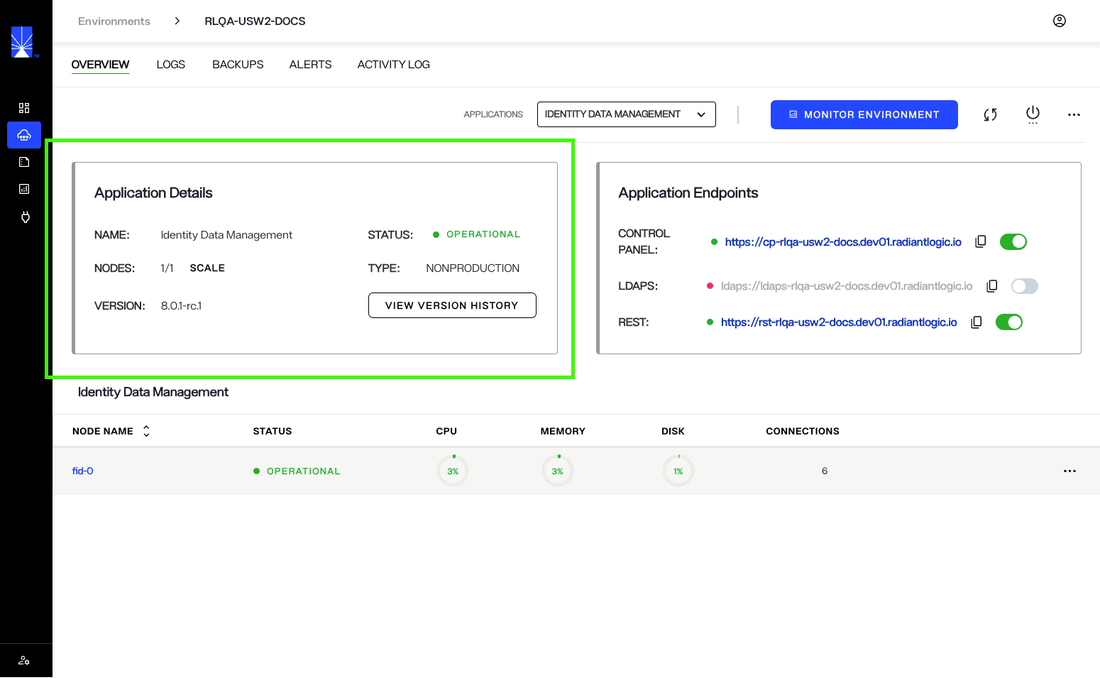 Environments > RLQA-USW2-DOCS
OVERVIEW LOGS BACKUPS ALERTS ACTIVITY LOG
APPLICATIONS IDENTITY DATA MANAGEMENT MONITOR ENVIRONMENT
Application Details
NAME: Identity Data Management STATUS: OPERATIONAL
NODES: 1/1 SCALE TYPE: NONPRODUCTION
VERSION: 8.0.1-rc.1 VIEW VERSION HISTORY
Application Endpoints
CONTROL
PANEL: https://cp-rlqa-usw2-docs.dev01.radiantlogic.io
LDAPS: ldaps://ldaps-rlqa-usw2-docs.dev01.radiantlogic.io
REST: https://rst-rlqa-usw2-docs.dev01.radiantlogic.io
Identity Data Management
NODE NAME STATUS CPU MEMORY DISK CONNECTIONS
fid-0 OPERATIONAL 3% 3% 1% 6